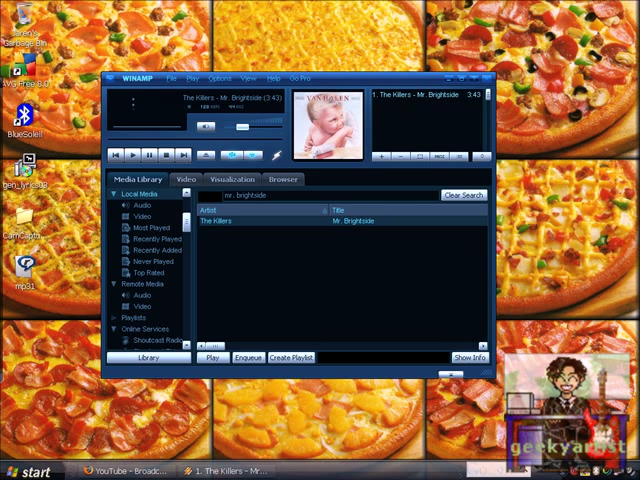 Jaren's
Garbage Bin
AVG Free 8.0
BlueSoleil
gen_lyrics03
CamCapto...
mp31
WINAMP File Play Options View Help Go Pro
The Killers - Mr. Brightside (3:43)
VAN HALEN
1. The Killers - Mr. Brightside 3:43
Media Library Video Visualization Browser
Local Media
Audio
Video
Most Played
Recently Played
Recently Added
Never Played
Top Rated
Remote Media
Audio
Video
Playlists
Online Services
Shoutcast Radio
Library
mr. brightside
Clear Search
Artist Title
The Killers Mr. Brightside
Play Enqueue Create Playlist Show Info
geekyartist
start
YouTube - Broadc...
1. The Killers - Mr...